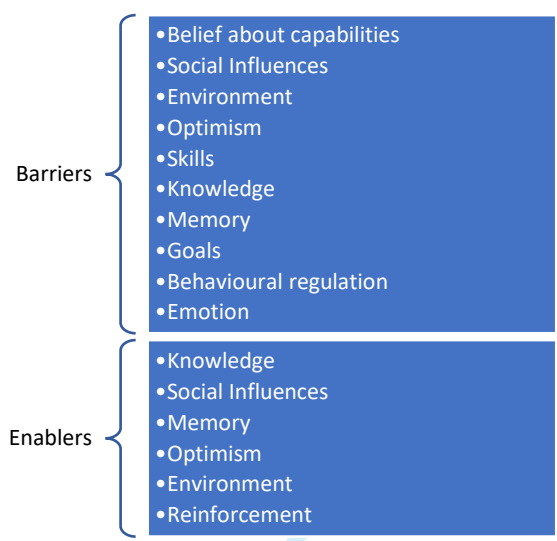 Barriers
•Belief about capabilities
•Social Influences
•Environment
•Optimism
•Skills
•Knowledge
•Memory
•Goals
•Behavioural regulation
•Emotion
Enablers
•Knowledge
•Social Influences
•Memory
•Optimism
•Environment
•Reinforcement